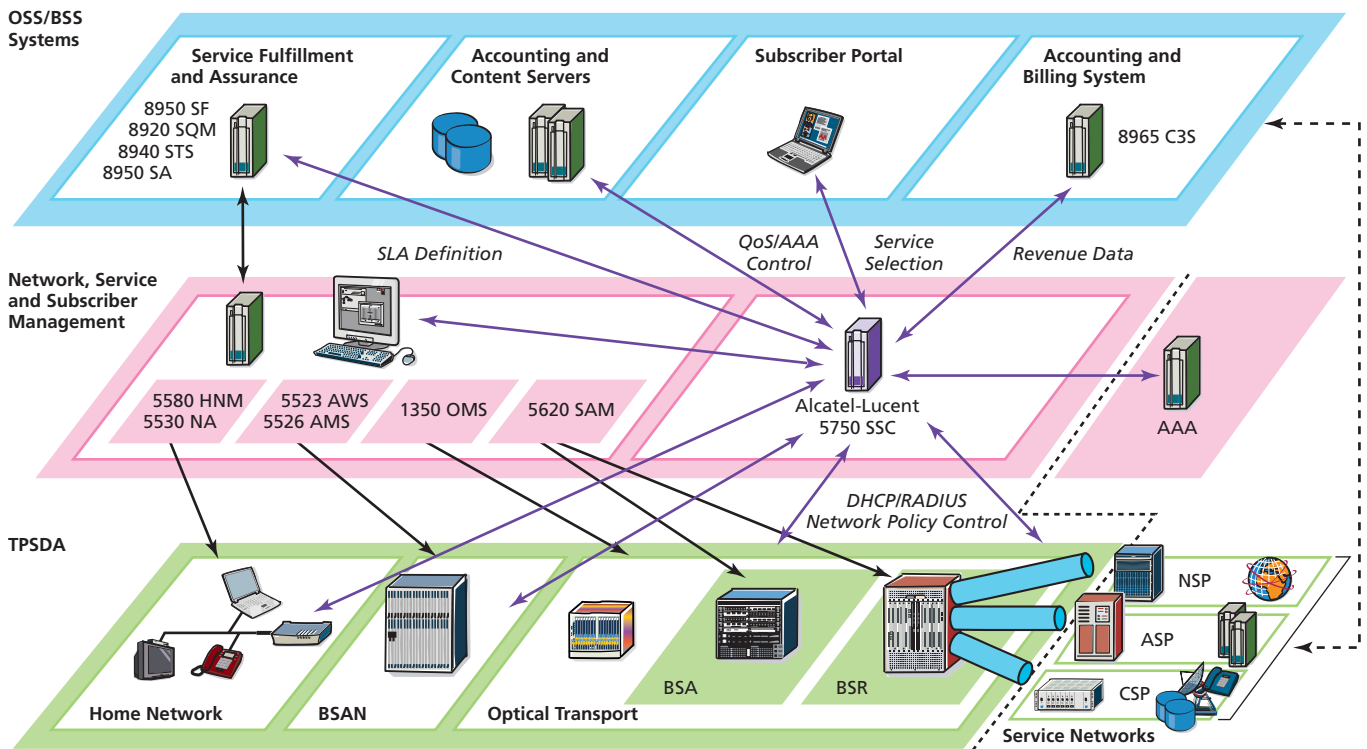 OSS/BSS
Systems
Service Fulfillment
and Assurance
8950 SF
8920 SQM
8940 STS
8950 SA
Accounting and
Content Servers
Subscriber Portal
Accounting and
Billing System
8965 C3S
SLA Definition
QoS/AAA
Control
Service
Selection
Revenue Data
Network, Service
and Subscriber
Management
5580 HNM
5530 NA
5523 AWS
5526 AMS
1350 OMS
5620 SAM
Alcatel-Lucent
5750 SSC
AAA
DHCP/RADIUS
Network Policy Control
TPSDA
Home Network
BSAN
Optical Transport
BSA
BSR
NSP
ASP
CSP
Service Networks